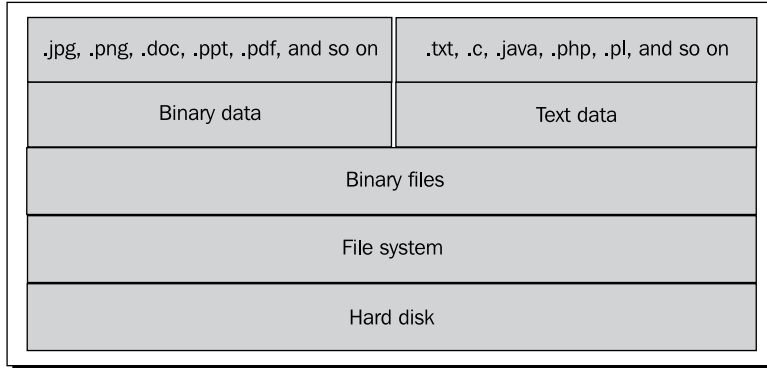 .jpg, .png, .doc, .ppt, .pdf, and so on
.txt, .c, .java, .php, .pl, and so on
Binary data
Text data
Binary files
File system
Hard disk